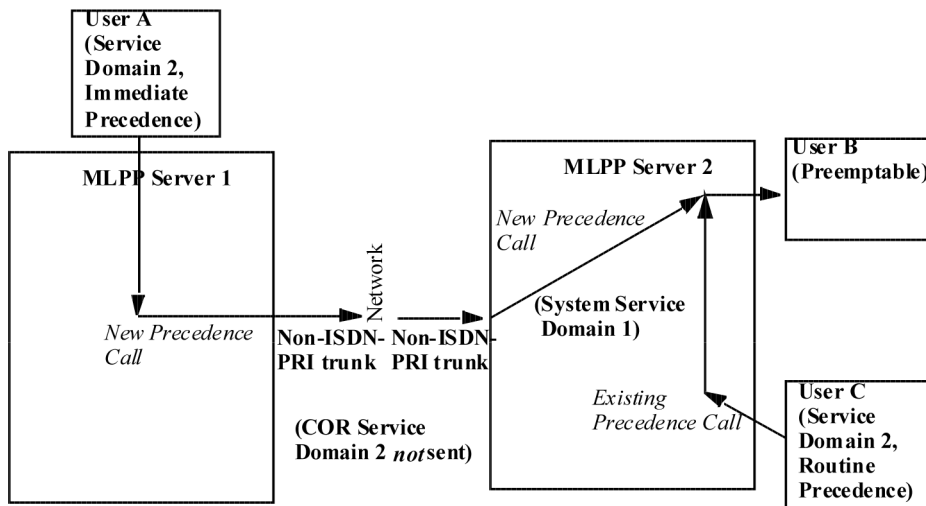 User A
(Service
Domain 2,
Immediate
Precedence)
MLPP Server 1
New Precedence
Call
Network
Non-ISDN-
PRI trunk
Non-ISDN-
PRI trunk
(COR Service
Domain 2 not sent)
MLPP Server 2
New Precedence
Call
(System Service
Domain 1)
Existing
Precedence Call
User B
(Preemptable)
User C
(Service
Domain 2,
Routine
Precedence)